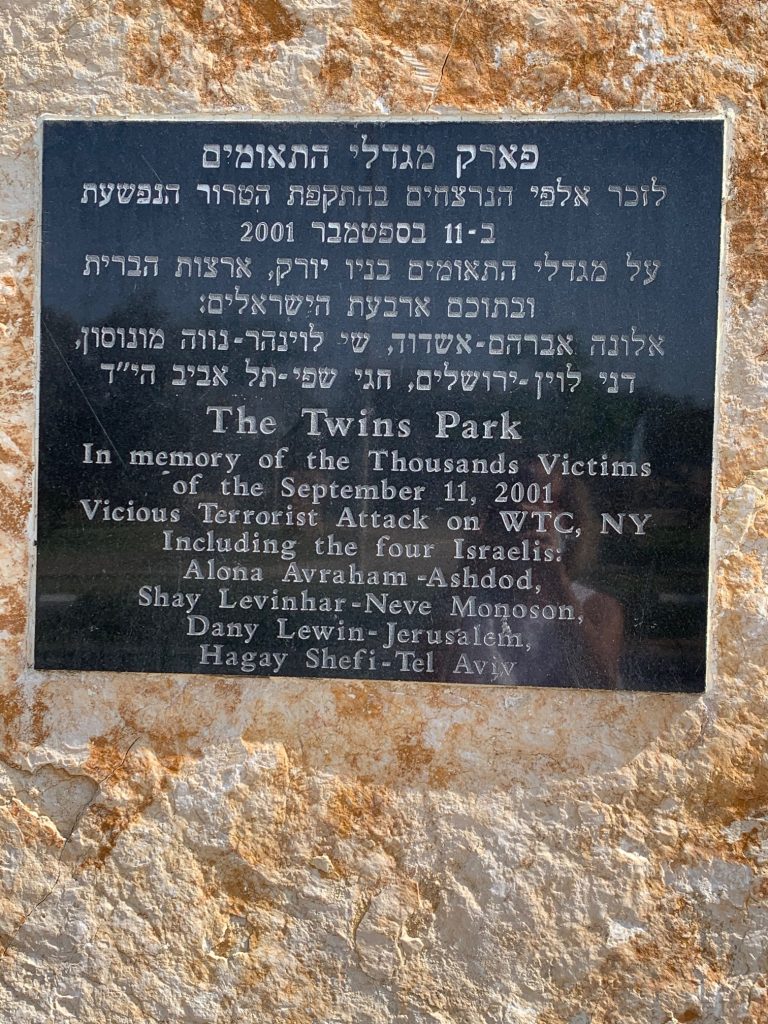 פארק מגדלי התאומים
לזכר אלפי הנרצחים בהתקפת הטרור הנפשעת
ב-11 בספטמבר 2001
על מגדלי התאומים בניו יורק, ארצות הברית
ובתוכם ארבעת הישראלים:
אלונה אברהם-אשדוד, שי לוינהר-נווה מונוסון,
דני לוין-ירושלים, חגי שפי-תל אביב הי"ד
The Twins Park
In memory of the Thousands Victims
of the September 11, 2001
Vicious Terrorist Attack on WTC, NY
Including the four Israelis:
Alona Avraham-Ashdod,
Shay Levinhar-Neve Monoson,
Dany Lewin-Jerusalem,
Hagay Shefi-Tel Aviv